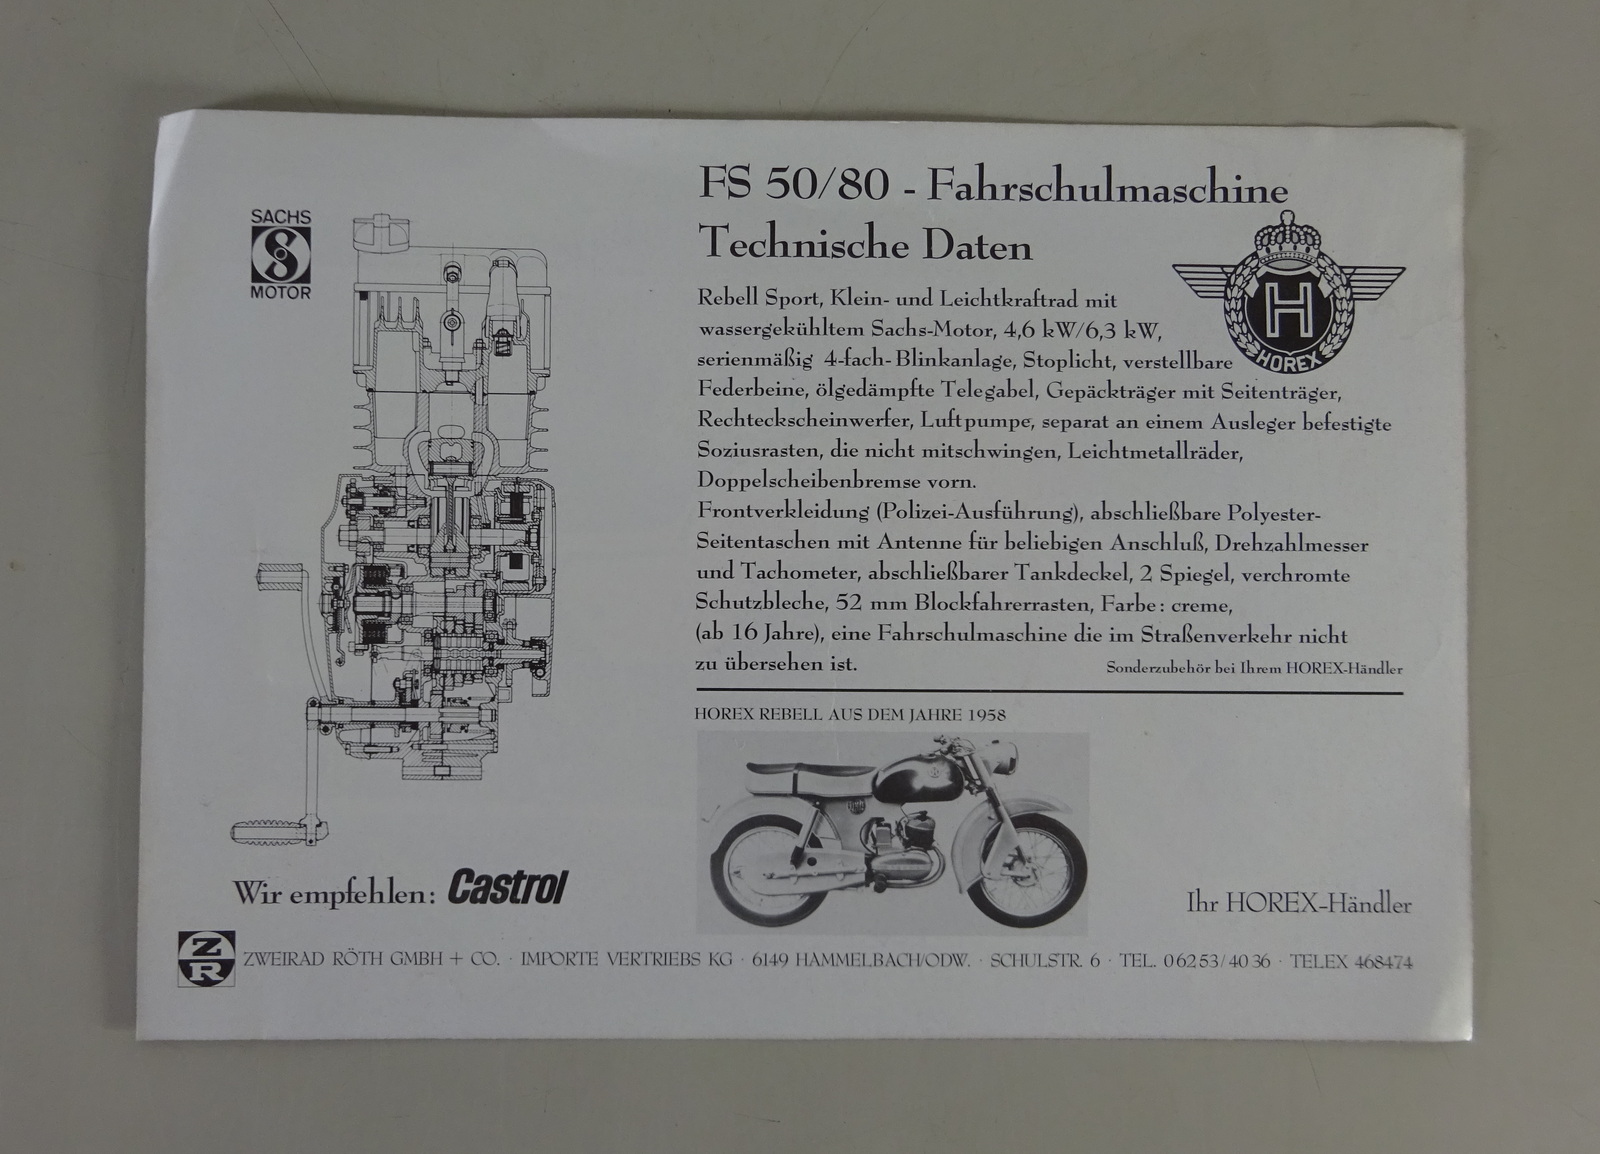 SACHS
MOTOR
FS 50/80 - Fahrschulmaschine
Technische Daten
Rebell Sport, Klein- und Leichtkraftrad mit
wassergekühltem Sachs-Motor, 4,6 kW/6,3 kW,
serienmäßig 4-fach-Blinkanlage, Stoplicht, verstellbare
Federbeine, ölgedämpfte Telegabel, Gepäckträger mit Seitenträger,
Rechteckscheinwerfer, Luftpumpe, separat an einem Ausleger befestigte
Soziusrasten, die nicht mitschwingen, Leichtmetallräder,
Doppelscheibenbremse vorn.
Frontverkleidung (Polizei-Ausführung), abschließbare Polyester-
Seitentaschen mit Antenne für beliebigen Anschluß, Drehzahlmesser
und Tachometer, abschließbarer Tankdeckel, 2 Spiegel, verchromte
Schutzbleche, 52 mm Blockfahrerrasten, Farbe: creme,
(ab 16 Jahre), eine Fahrschulmaschine die im Straßenverkehr nicht
zu übersehen ist.
Sonderzubehör bei Ihrem HOREX-Händler
H
HOREX
HOREX REBELL AUS DEM JAHRE 1958
Wir empfehlen: Castrol
Ihr HOREX-Händler
ZR
ZWEIRAD RÖTH GMBH + CO. · IMPORTE VERTRIEBS KG · 6149 HAMMELBACH/ODW. · SCHULSTR. 6 · TEL. 06253/4036 · TELEX 468474